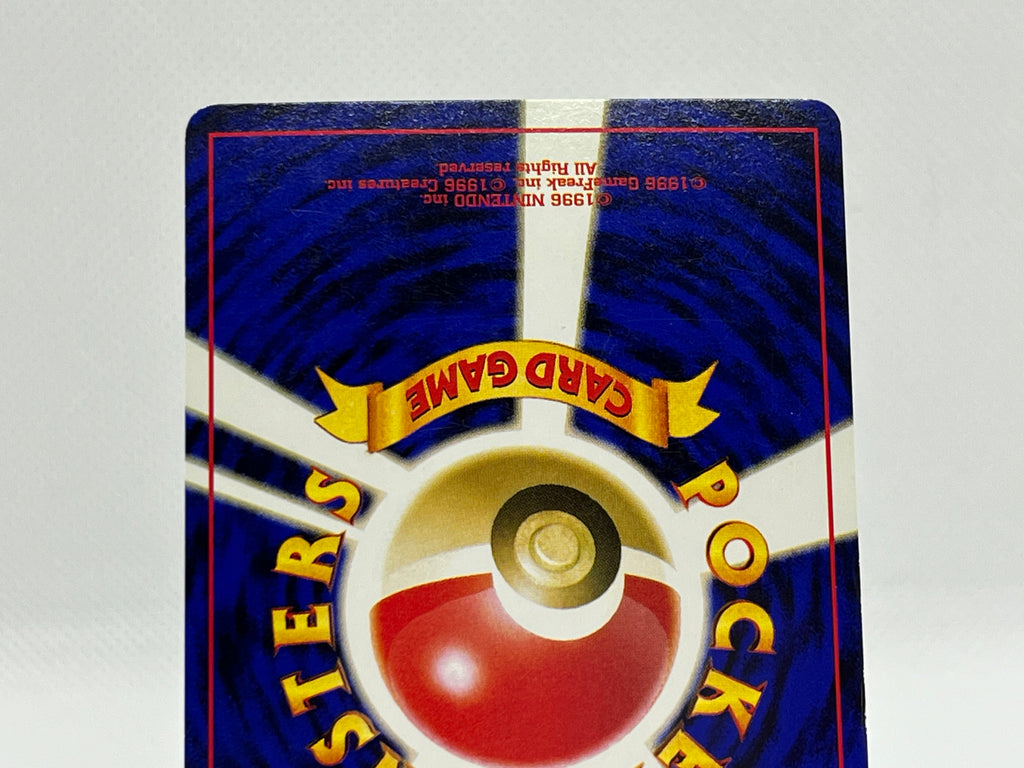 POCKE
STERS
CARD GAME
©1996 NINTENDO inc.
©1996 GameFreak inc. ©1996 Creatures inc.
All Rights reserved.